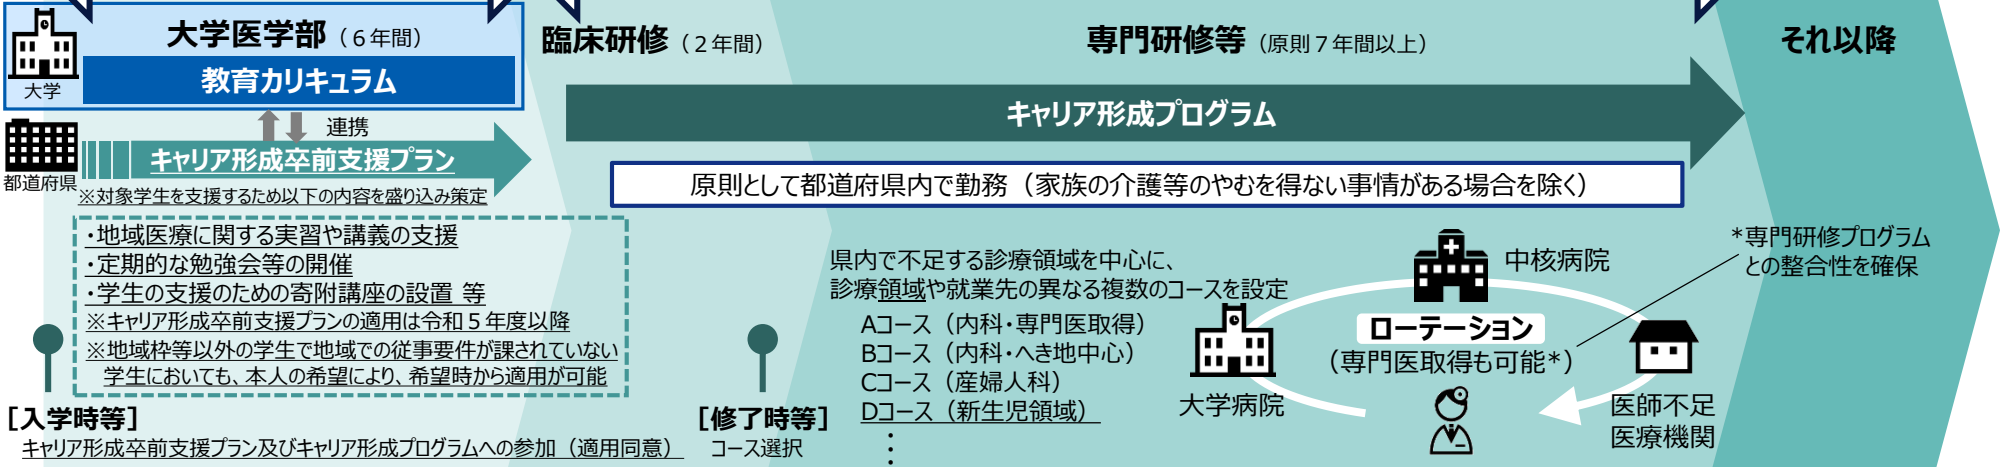 大学医学部（６年間）
教育カリキュラム
大学
連携
都道府県
キャリア形成卒前支援プラン
※対象学生を支援するため以下の内容を盛り込み策定
・地域医療に関する実習や講義の支援
・定期的な勉強会等の開催
・学生の支援のための寄附講座の設置 等
※キャリア形成卒前支援プランの適用は令和５年度以降
※地域枠等以外の学生で地域での従事要件が課されていない
学生においても、本人の希望により、希望時から適用が可能
［入学時等］
キャリア形成卒前支援プラン及びキャリア形成プログラムへの参加（適用同意）
臨床研修（２年間）
専門研修等（原則７年間以上）
それ以降
キャリア形成プログラム
原則として都道府県内で勤務（家族の介護等のやむを得ない事情がある場合を除く）
［修了時等］
コース選択
県内で不足する診療領域を中心に、
診療領域や就業先の異なる複数のコースを設定
Aコース（内科・専門医取得）
Bコース（内科・へき地中心）
Cコース（産婦人科）
Dコース（新生児領域）
：
大学病院
中核病院
ローテーション
（専門医取得も可能*）
医師不足
医療機関
*専門研修プログラム
との整合性を確保